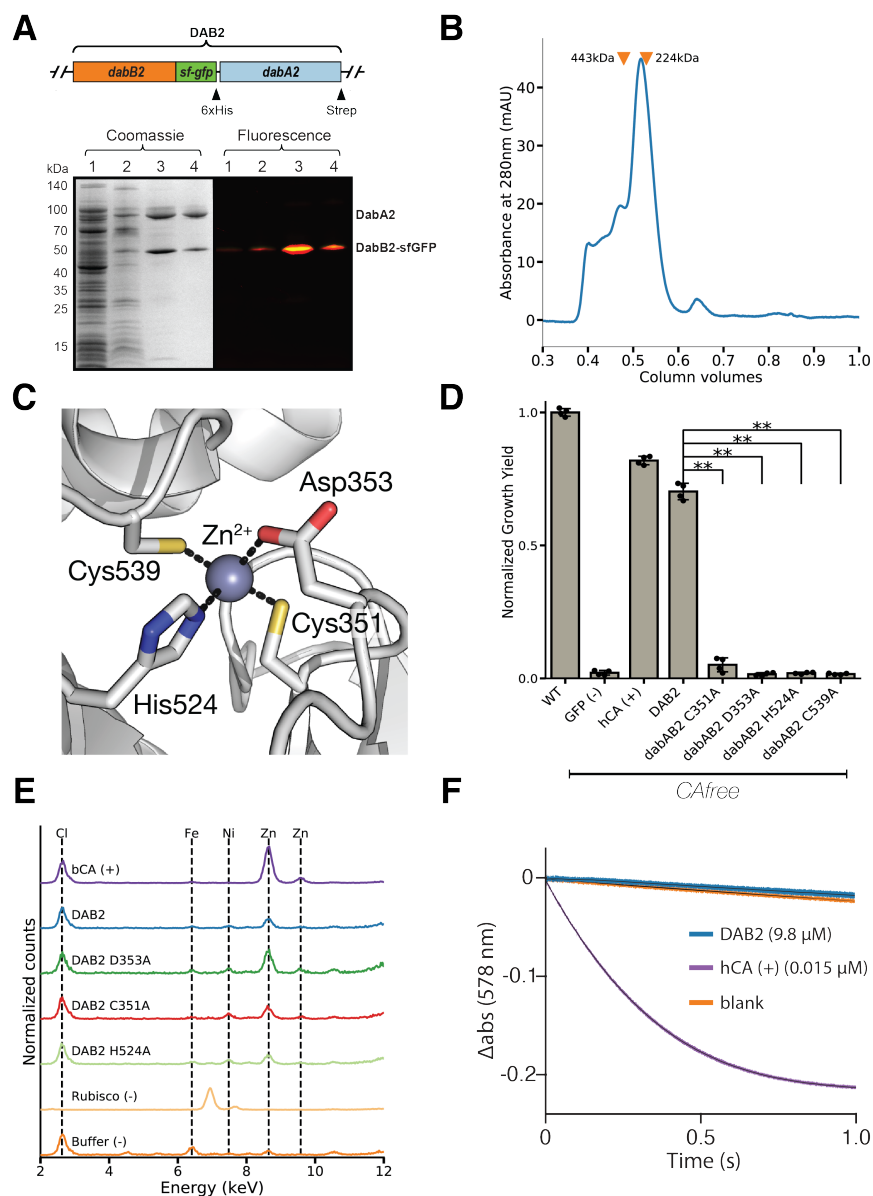 A
DAB2
dabB2
sf-gfp
dabA2
6xHis
Strep
Coomassie
Fluorescence
kDa
1 2 3 4 1 2 3 4
140
100
70
50
40
35
25
15
DabA2
DabB2-sfGFP
B
443kDa
224kDa
Absorbance at 280nm (mAU)
40
30
20
10
0
0.3 0.4 0.5 0.6 0.7 0.8 0.9 1.0
Column volumes
C
Asp353
Zn2+
Cys539
Cys351
His524
D
Normalized Growth Yield
1.0
0.5
0.0
**
**
**
**
WT
GFP (-)
hCA (+)
DAB2
dabAB2 C351A
dabAB2 D353A
dabAB2 H524A
dabAB2 C539A
CAfree
E
Cl Fe Ni Zn Zn
bCA (+)
DAB2
DAB2 D353A
DAB2 C351A
DAB2 H524A
Rubisco (-)
Buffer (-)
Normalized counts
2 4 6 8 10 12
Energy (keV)
F
Δabs (578 nm)
0
-0.1
-0.2
DAB2 (9.8 μM)
hCA (+) (0.015 μM)
blank
0 0.5 1.0
Time (s)